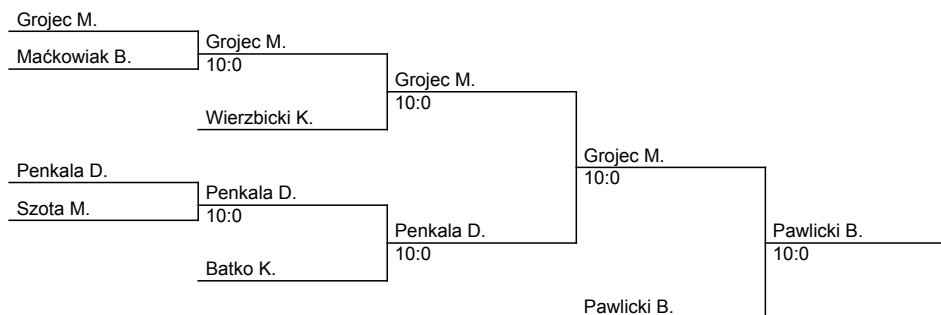 Grojec M.
Maćkowiak B.
Grojec M.
10:0
Wierzbicki K.
Grojec M.
10:0
Penkala D.
Szota M.
Penkala D.
10:0
Batko K.
Penkala D.
10:0
Grojec M.
10:0
Pawlicki B.
Pawlicki B.
10:0